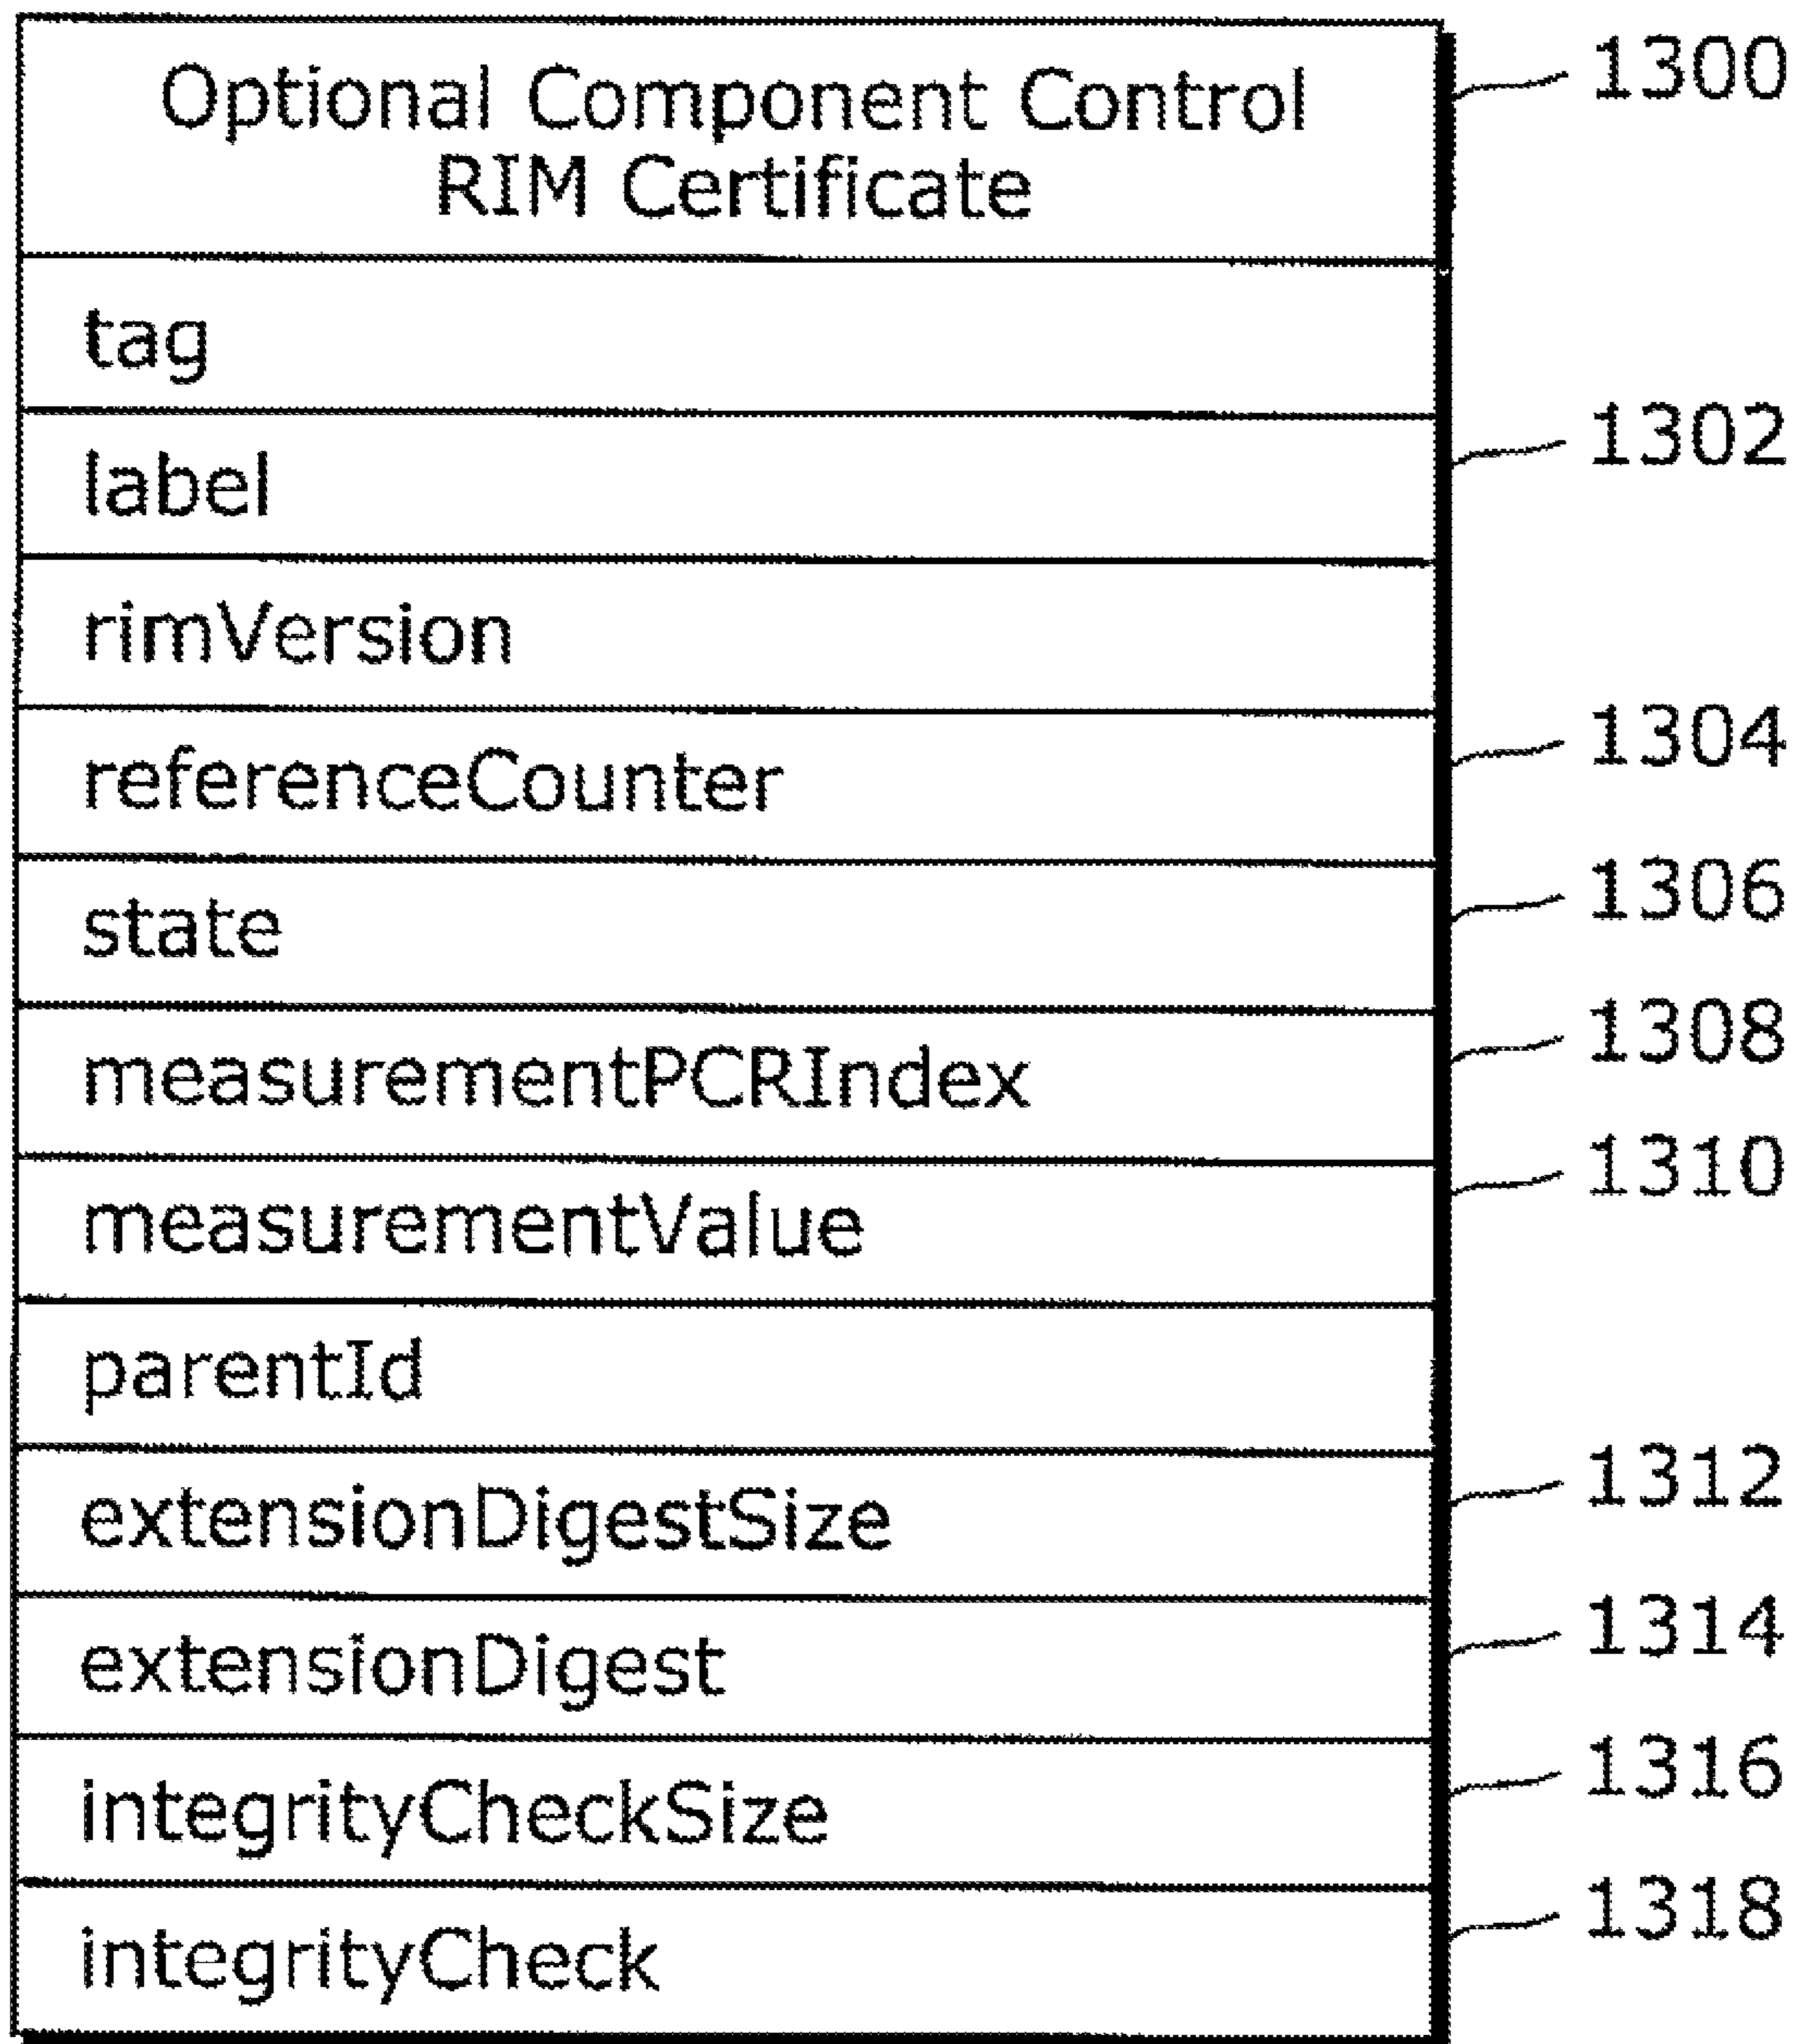 Optional Component Control
RIM Certificate
1300
tag
label
1302
rimVersion
referenceCounter
1304
state
1306
measurementPCRIndex
1308
measurementValue
1310
parentId
extensionDigestSize
1312
extensionDigest
1314
integrityCheckSize
1316
integrityCheck
1318